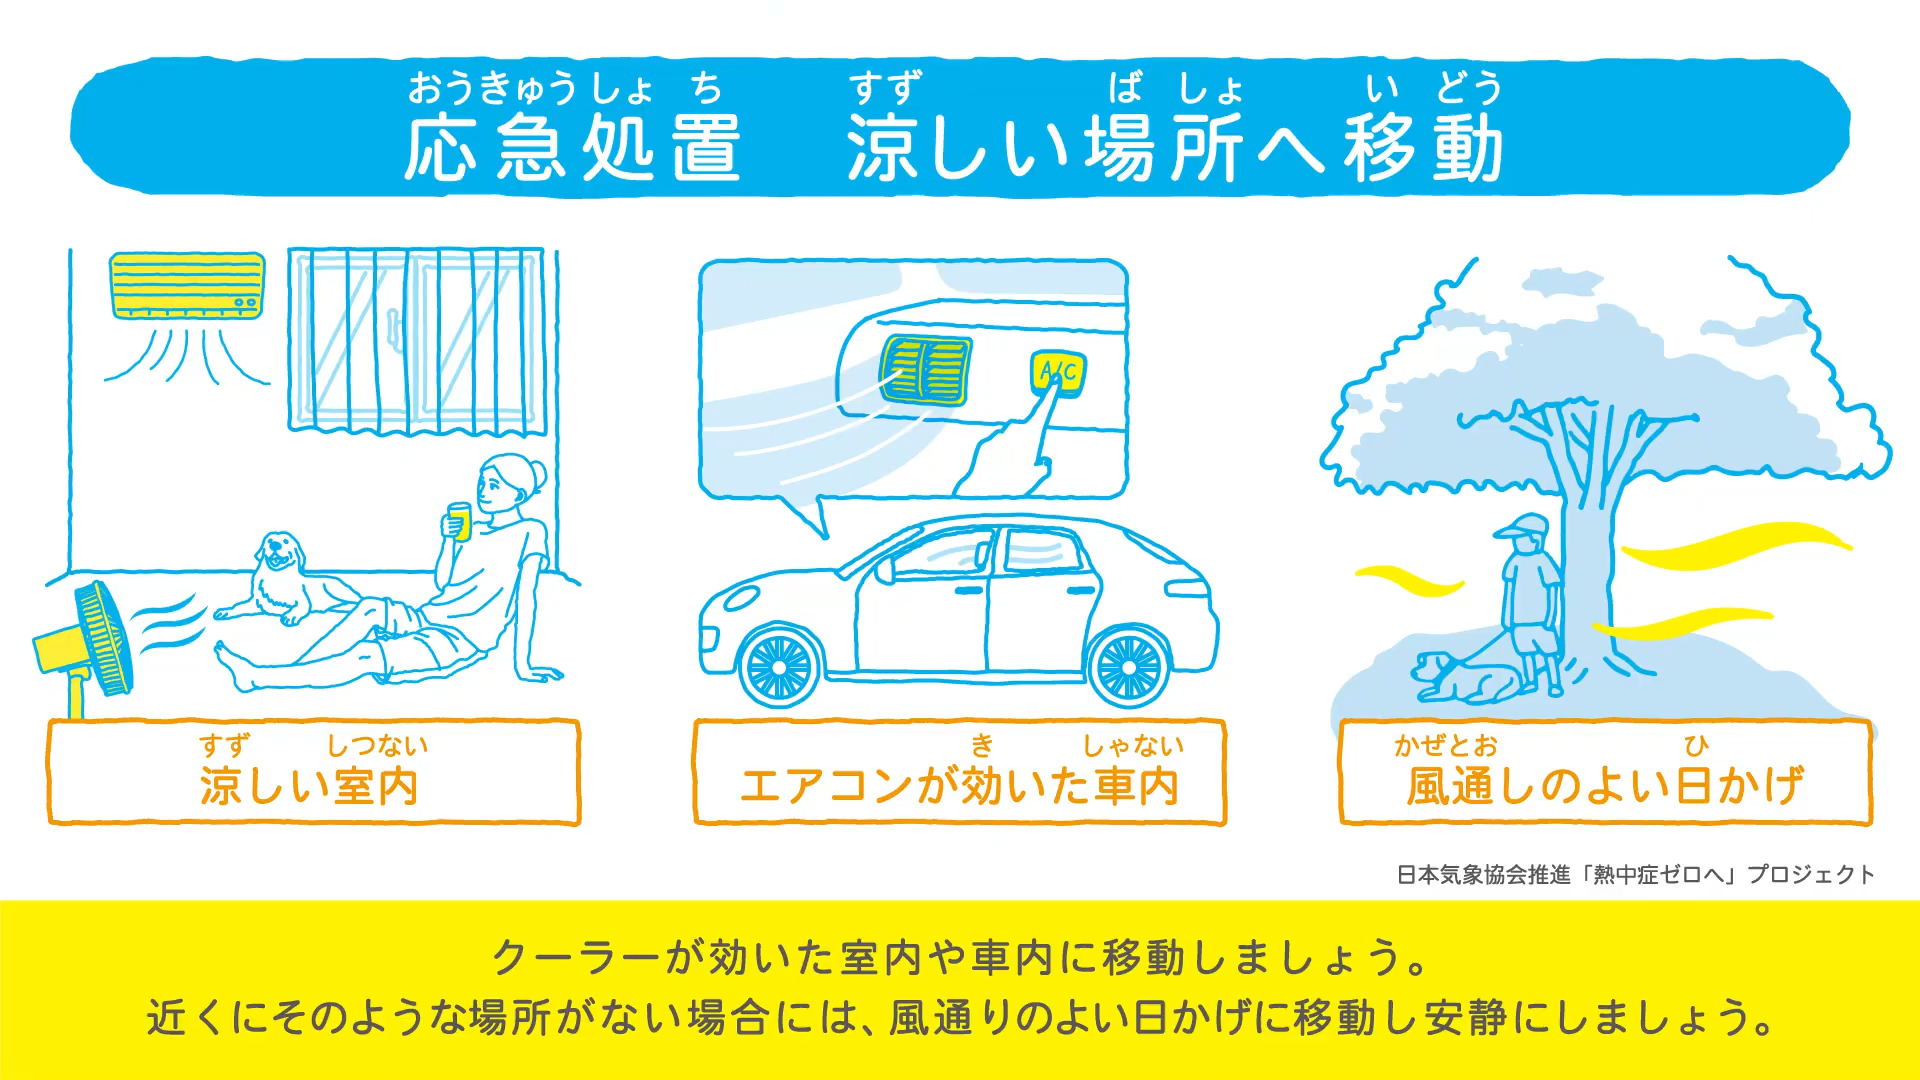 おうきゅうしょち すず ばしょ いどう
応急処置 涼しい場所へ移動
A/C
すず しつない
涼しい室内
き しゃない
エアコンが効いた車内
かぜとお ひ
風通しのよい日かげ
日本気象協会推進「熱中症ゼロへ」プロジェクト
クーラーが効いた室内や車内に移動しましょう。
近くにそのような場所がない場合には、風通りのよい日かげに移動し安静にしましょう。